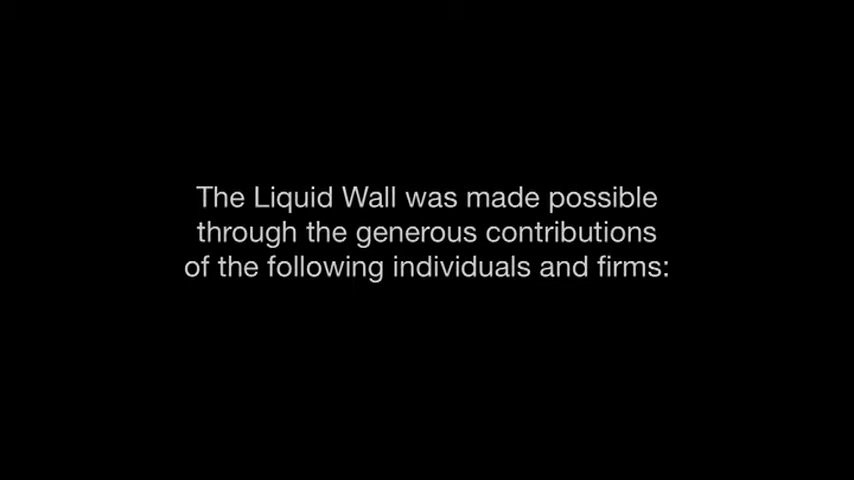 The Liquid Wall was made possible
through the generous contributions
of the following individuals and firms: